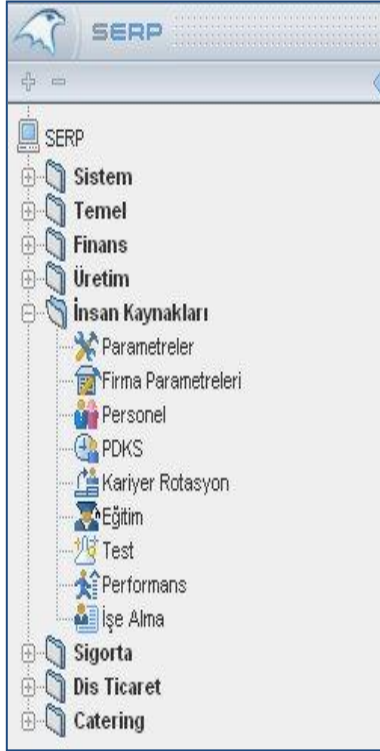 SERP
SERP
Sistem
Temel
Finans
Üretim
İnsan Kaynakları
Parametreler
Firma Parametreleri
Personel
PDKS
Kariyer Rotasyon
Eğitim
Test
Performans
İşe Alma
Sigorta
Dis Ticaret
Catering